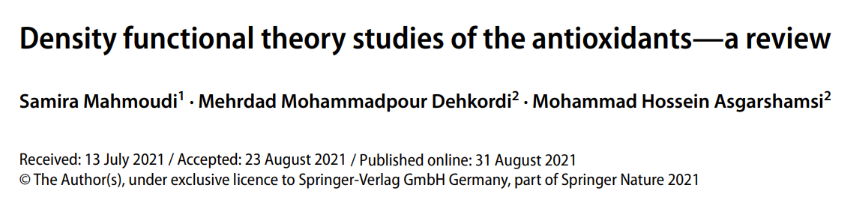 Density functional theory studies of the antioxidants—a review
Samira Mahmoudi¹ · Mehrdad Mohammadpour Dehkordi² · Mohammad Hossein Asgarshamsi²
Received: 13 July 2021 / Accepted: 23 August 2021 / Published online: 31 August 2021
© The Author(s), under exclusive licence to Springer-Verlag GmbH Germany, part of Springer Nature 2021